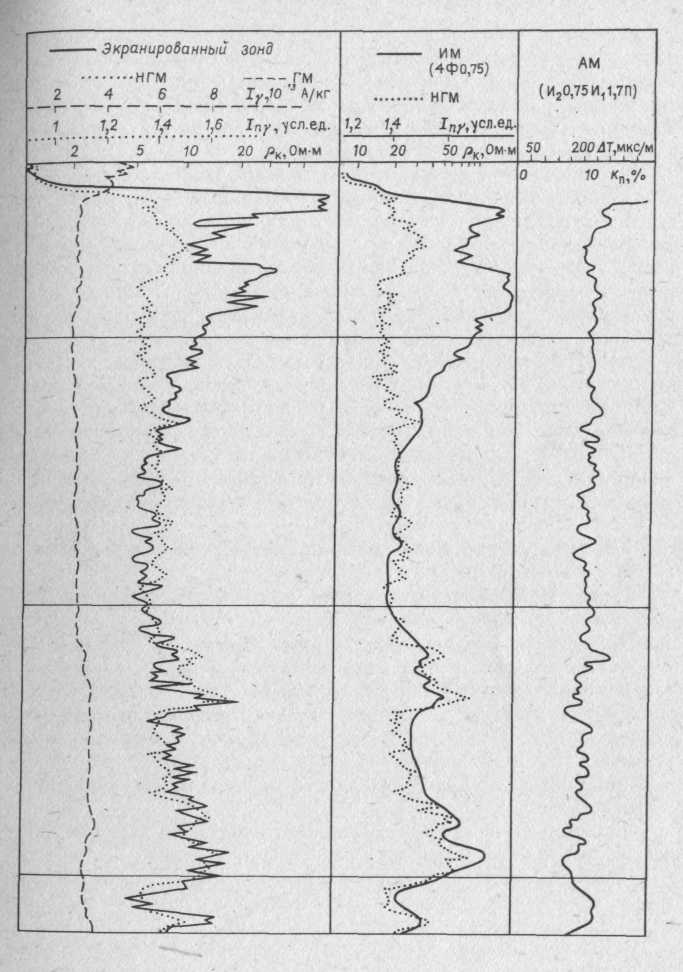 Экранированный зонд
НГМ
ГМ
2 4 6 8 Iγ, 10⁻¹³ А/кг
1 1,2 1,4 1,6 Inγ, усл.ед.
2 5 10 20 ρк, Ом·м
ИМ
(4Ф0,75)
НГМ
1,2 1,4 Inγ, усл.ед.
10 20 50 ρк, Ом·м
АМ
(И₂0,75И₁1,7П)
50 200 ΔТ, мкс/м
0 10 Кп, %